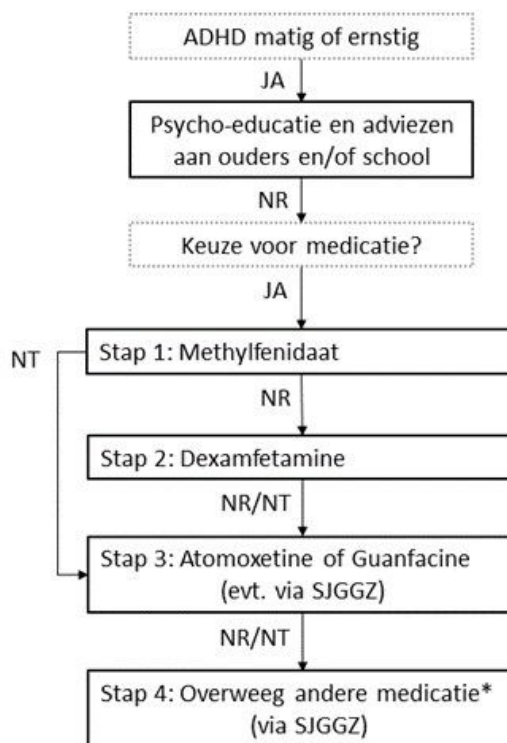 ADHD matig of ernstig
JA
Psycho-educatie en adviezen
aan ouders en/of school
NR
Keuze voor medicatie?
JA
NT
Stap 1: Methylfenidaat
NR
Stap 2: Dexamfetamine
NR/NT
Stap 3: Atomoxetine of Guanfacine
(evt. via SJGGZ)
NR/NT
Stap 4: Overweeg andere medicatie*
(via SJGGZ)